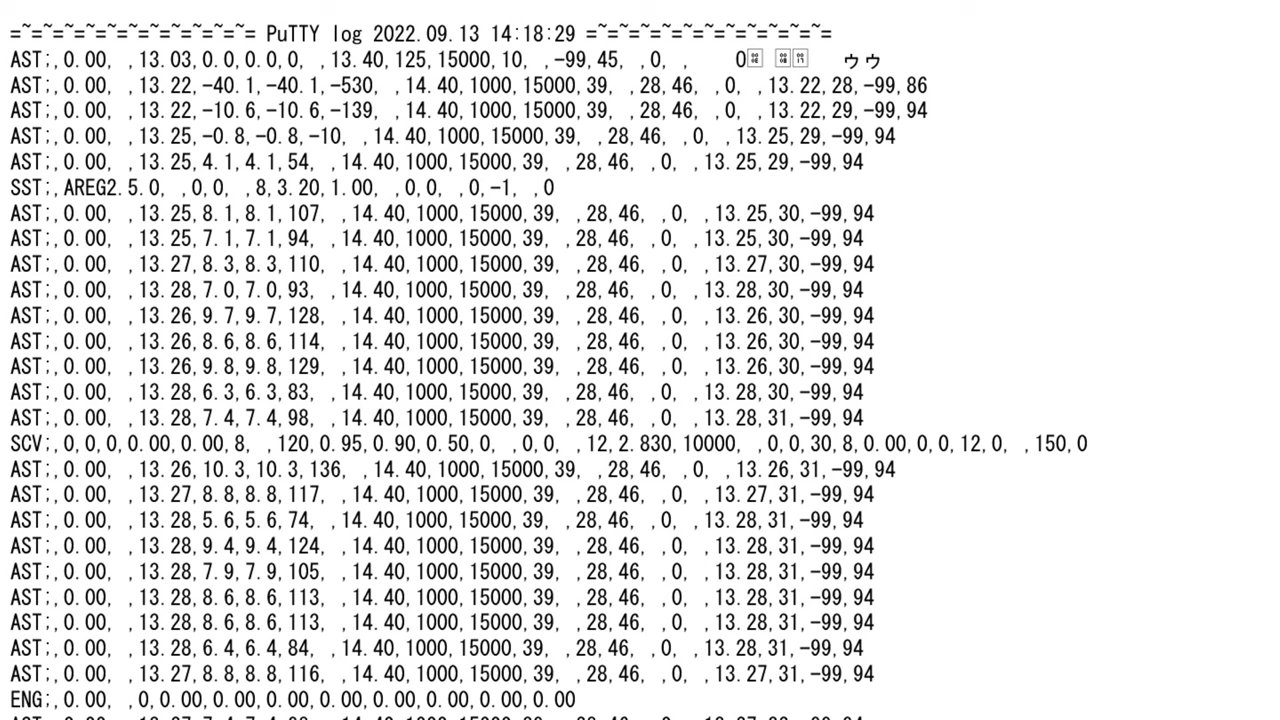 =~=~=~=~=~=~=~=~=~=~=~= PuTTY log 2022.09.13 14:18:29 =~=~=~=~=~=~=~=~=~=~=~=
AST;,0.00, ,13.03,0.0,0.0,0, ,13.40,125,15000,10, ,-99,45, ,0, , 0 ゥゥ
AST;,0.00, ,13.22,-40.1,-40.1,-530, ,14.40,1000,15000,39, ,28,46, ,0, ,13.22,28,-99,86
AST;,0.00, ,13.22,-10.6,-10.6,-139, ,14.40,1000,15000,39, ,28,46, ,0, ,13.22,29,-99,94
AST;,0.00, ,13.25,-0.8,-0.8,-10, ,14.40,1000,15000,39, ,28,46, ,0, ,13.25,29,-99,94
AST;,0.00, ,13.25,4.1,4.1,54, ,14.40,1000,15000,39, ,28,46, ,0, ,13.25,29,-99,94
SST;,AREG2.5.0, ,0,0, ,8,3.20,1.00, ,0,0, ,0,-1, ,0
AST;,0.00, ,13.25,8.1,8.1,107, ,14.40,1000,15000,39, ,28,46, ,0, ,13.25,30,-99,94
AST;,0.00, ,13.25,7.1,7.1,94, ,14.40,1000,15000,39, ,28,46, ,0, ,13.25,30,-99,94
AST;,0.00, ,13.27,8.3,8.3,110, ,14.40,1000,15000,39, ,28,46, ,0, ,13.27,30,-99,94
AST;,0.00, ,13.28,7.0,7.0,93, ,14.40,1000,15000,39, ,28,46, ,0, ,13.28,30,-99,94
AST;,0.00, ,13.26,9.7,9.7,128, ,14.40,1000,15000,39, ,28,46, ,0, ,13.26,30,-99,94
AST;,0.00, ,13.26,8.6,8.6,114, ,14.40,1000,15000,39, ,28,46, ,0, ,13.26,30,-99,94
AST;,0.00, ,13.26,9.8,9.8,129, ,14.40,1000,15000,39, ,28,46, ,0, ,13.26,30,-99,94
AST;,0.00, ,13.28,6.3,6.3,83, ,14.40,1000,15000,39, ,28,46, ,0, ,13.28,30,-99,94
AST;,0.00, ,13.28,7.4,7.4,98, ,14.40,1000,15000,39, ,28,46, ,0, ,13.28,31,-99,94
SCV;,0,0,0,0.00,0.00,8, ,120,0.95,0.90,0.50,0, ,0,0, ,12,2.830,10000, ,0,0,30,8,0.00,0,0,12,0, ,150,0
AST;,0.00, ,13.26,10.3,10.3,136, ,14.40,1000,15000,39, ,28,46, ,0, ,13.26,31,-99,94
AST;,0.00, ,13.27,8.8,8.8,117, ,14.40,1000,15000,39, ,28,46, ,0, ,13.27,31,-99,94
AST;,0.00, ,13.28,5.6,5.6,74, ,14.40,1000,15000,39, ,28,46, ,0, ,13.28,31,-99,94
AST;,0.00, ,13.28,9.4,9.4,124, ,14.40,1000,15000,39, ,28,46, ,0, ,13.28,31,-99,94
AST;,0.00, ,13.28,7.9,7.9,105, ,14.40,1000,15000,39, ,28,46, ,0, ,13.28,31,-99,94
AST;,0.00, ,13.28,8.6,8.6,113, ,14.40,1000,15000,39, ,28,46, ,0, ,13.28,31,-99,94
AST;,0.00, ,13.28,8.6,8.6,113, ,14.40,1000,15000,39, ,28,46, ,0, ,13.28,31,-99,94
AST;,0.00, ,13.28,6.4,6.4,84, ,14.40,1000,15000,39, ,28,46, ,0, ,13.28,31,-99,94
AST;,0.00, ,13.27,8.8,8.8,116, ,14.40,1000,15000,39, ,28,46, ,0, ,13.27,31,-99,94
ENG;,0.00, ,0,0.00,0.00,0.00,0.00,0.00,0.00,0.00,0.00